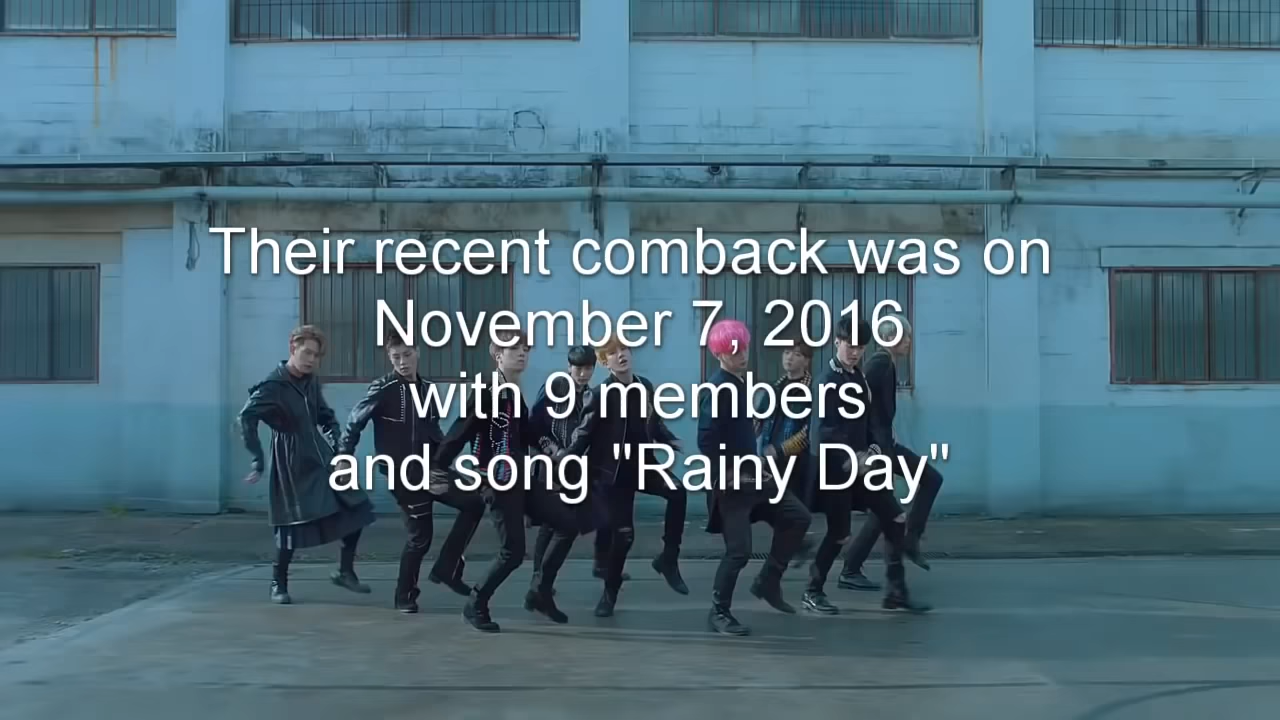 Their recent comback was on
November 7, 2016
with 9 members
and song "Rainy Day"